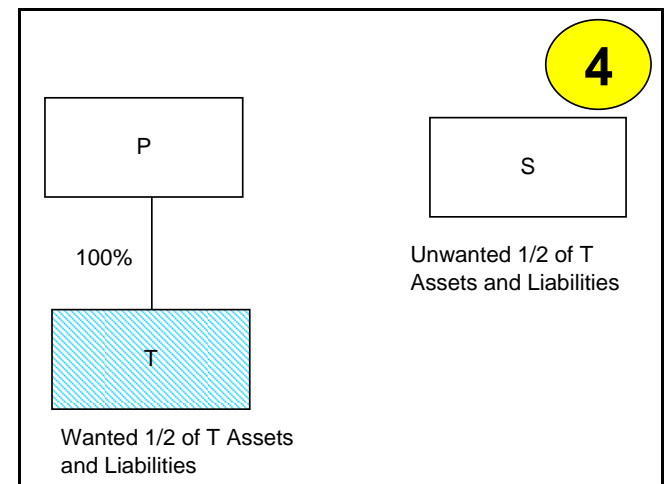 4
P
S
100%
Unwanted 1/2 of T
Assets and Liabilities
T
Wanted 1/2 of T Assets
and Liabilities